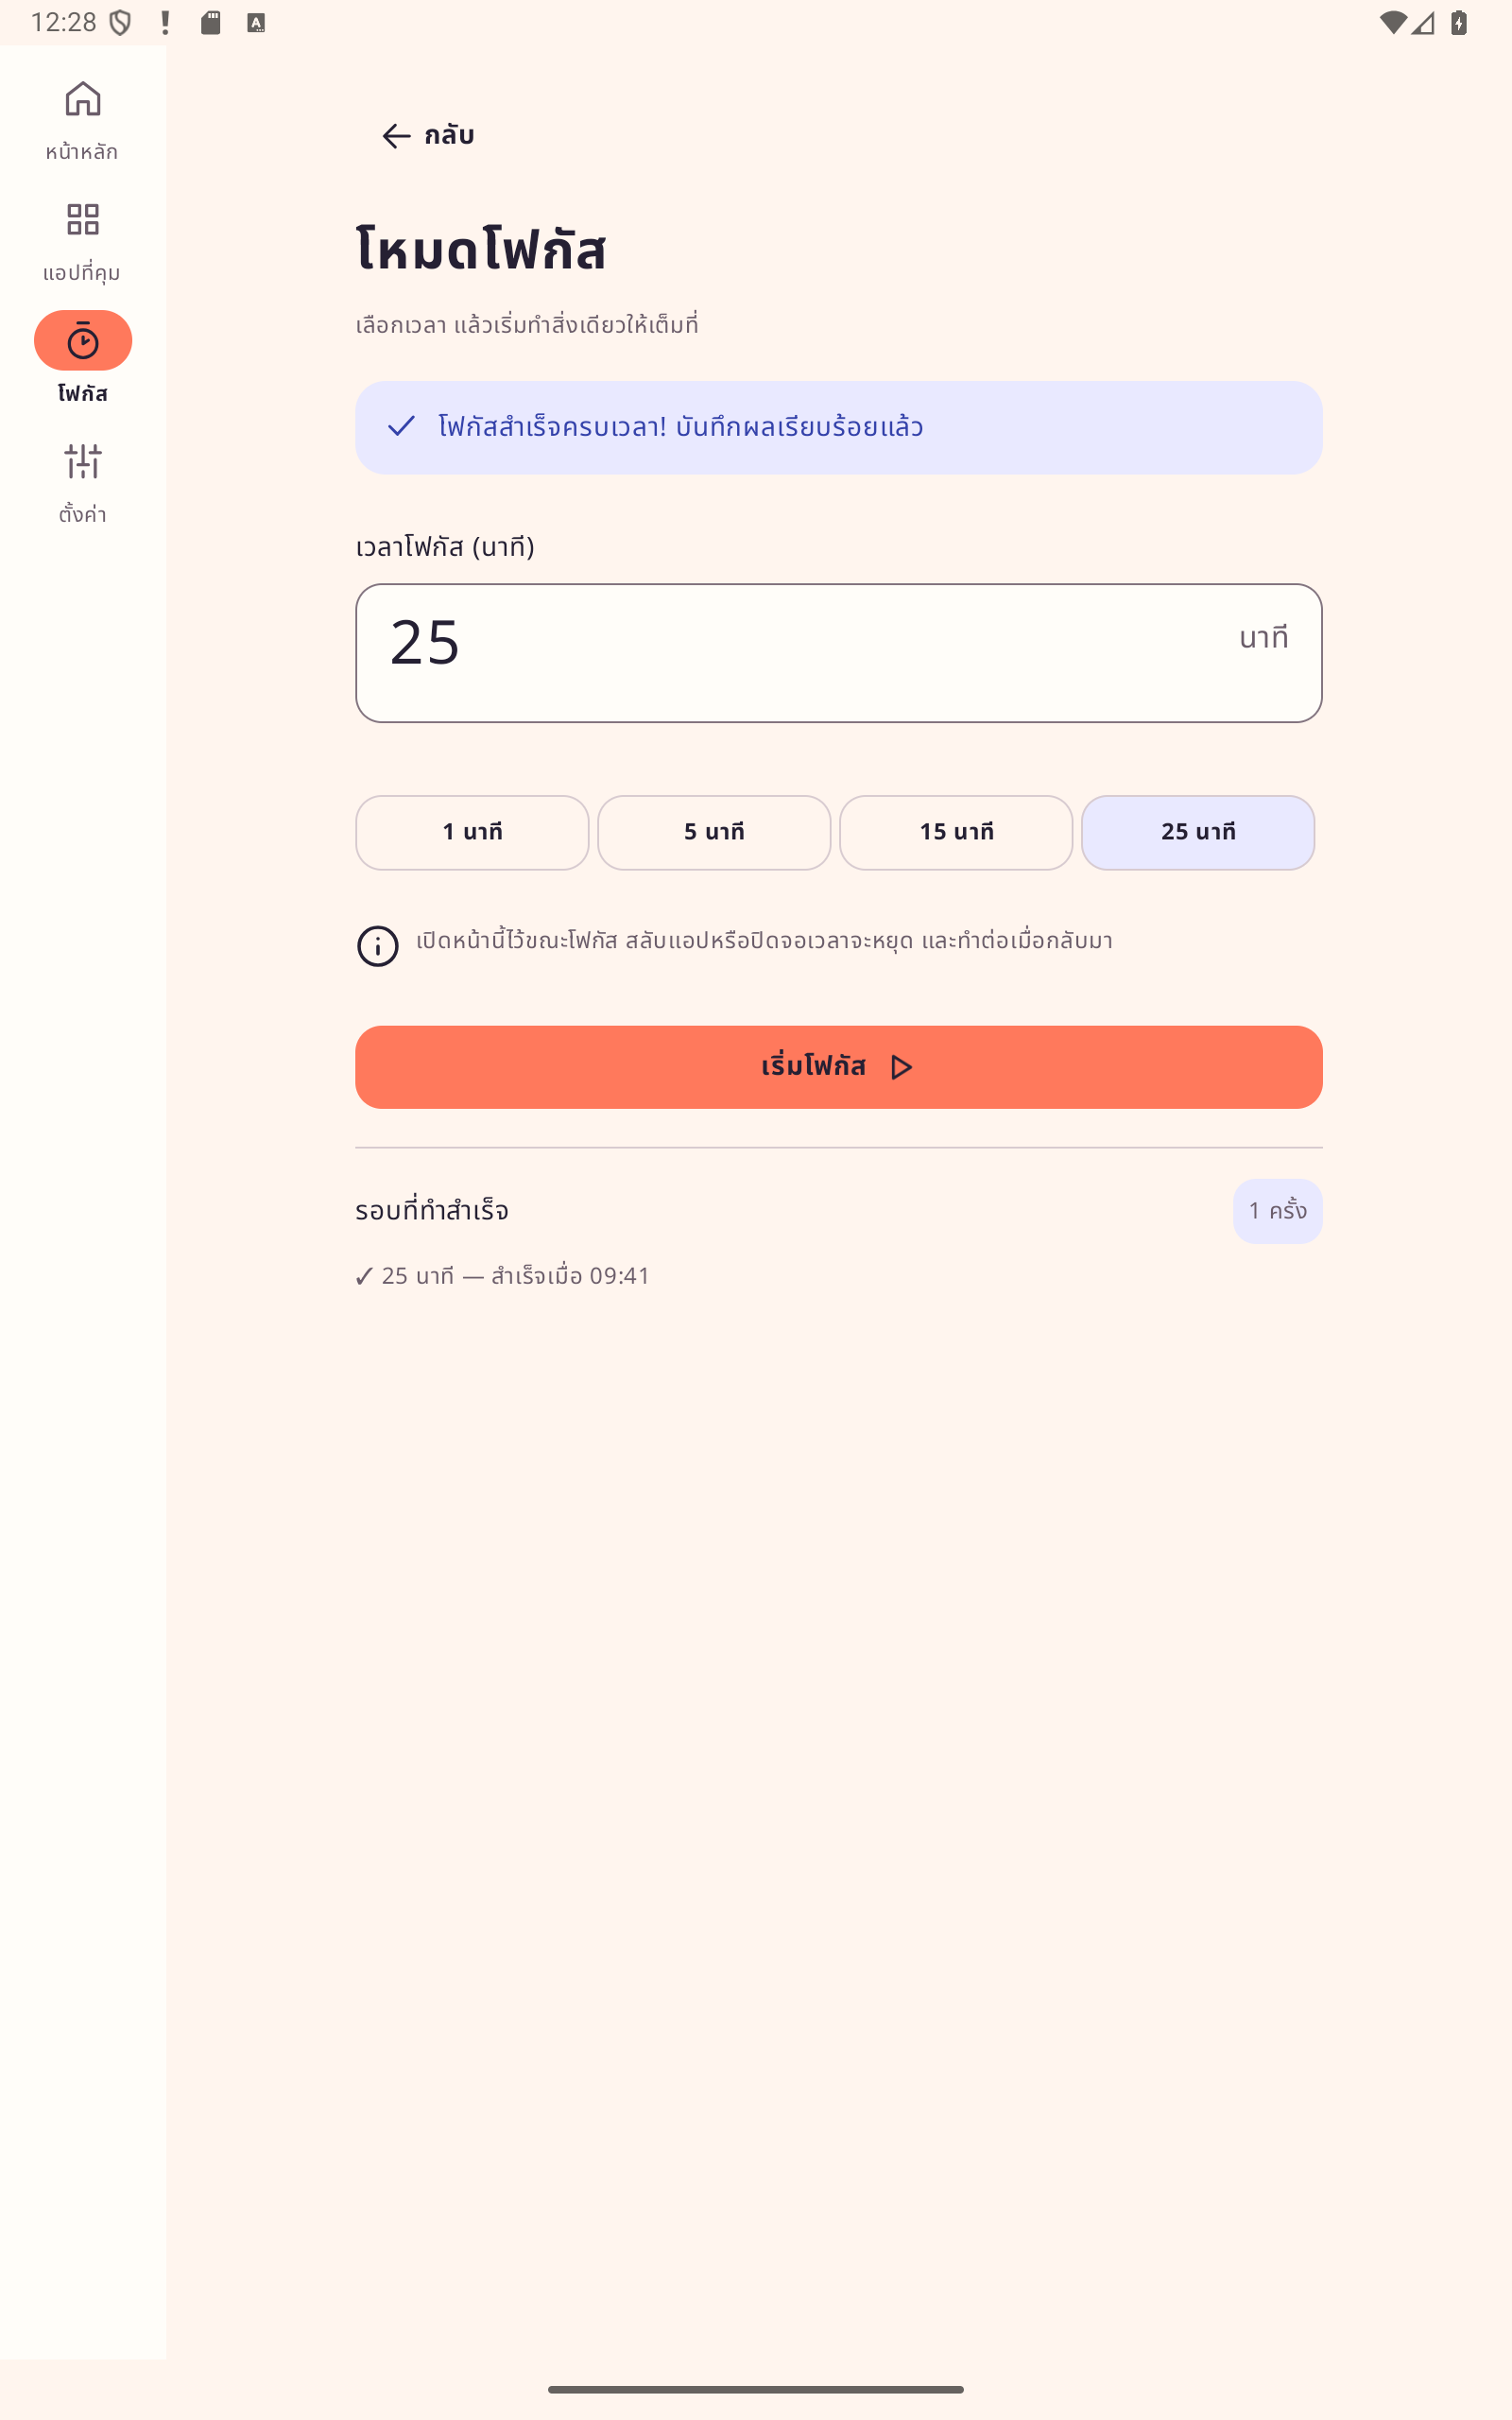 12:28
หน้าหลัก
แอปที่คุม
โฟกัส
ตั้งค่า
กลับ
โหมดโฟกัส
เลือกเวลา แล้วเริ่มทำสิ่งเดียวให้เต็มที่
โฟกัสสำเร็จครบเวลา! บันทึกผลเรียบร้อยแล้ว
เวลาโฟกัส (นาที)
25 นาที
1 นาที 5 นาที 15 นาที 25 นาที
เปิดหน้านี้ไว้ขณะโฟกัส สลับแอปหรือปิดจอเวลาจะหยุด และทำต่อเมื่อกลับมา
เริ่มโฟกัส
รอบที่ทำสำเร็จ 1 ครั้ง
✓ 25 นาที — สำเร็จเมื่อ 09:41